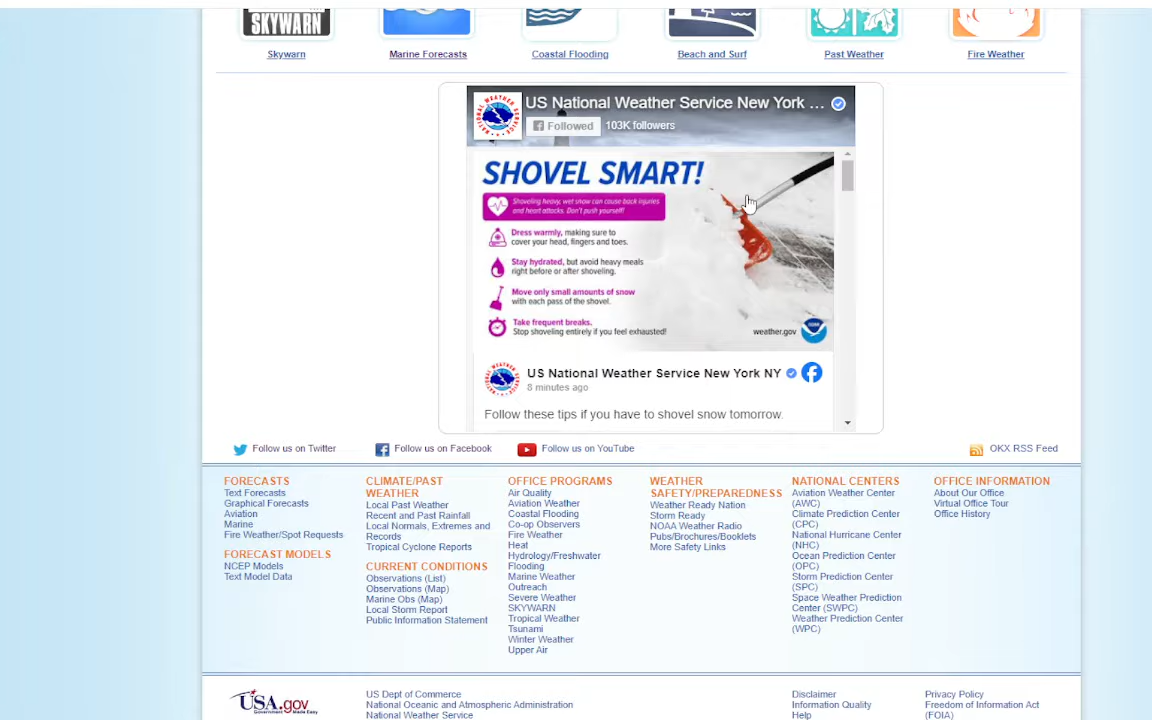 SKYWARN
Skywarn
Marine Forecasts
Coastal Flooding
Beach and Surf
Past Weather
Fire Weather
US National Weather Service New York ...
Followed
103K followers
SHOVEL SMART!
Shoveling heavy, wet snow can cause back injuries
and heart attacks. Don't push yourself!
Dress warmly, making sure to
cover your head, fingers and toes.
Stay hydrated, but avoid heavy meals
right before or after shoveling.
Move only small amounts of snow
with each pass of the shovel.
Take frequent breaks.
Stop shoveling entirely if you feel exhausted!
weather.gov
US National Weather Service New York NY
8 minutes ago
Follow these tips if you have to shovel snow tomorrow.
Follow us on Twitter
Follow us on Facebook
Follow us on YouTube
OKX RSS Feed
FORECASTS
Text Forecasts
Graphical Forecasts
Aviation
Marine
Fire Weather/Spot Requests
FORECAST MODELS
NCEP Models
Text Model Data
CLIMATE/PAST
WEATHER
Local Past Weather
Recent and Past Rainfall
Local Normals, Extremes and
Records
Tropical Cyclone Reports
CURRENT CONDITIONS
Observations (List)
Observations (Map)
Marine Obs (Map)
Local Storm Report
Public Information Statement
OFFICE PROGRAMS
Air Quality
Aviation Weather
Coastal Flooding
Co-op Observers
Fire Weather
Heat
Hydrology/Freshwater
Flooding
Marine Weather
Outreach
Severe Weather
SKYWARN
Tropical Weather
Tsunami
Winter Weather
Upper Air
WEATHER
SAFETY/PREPAREDNESS
Weather Ready Nation
Storm Ready
NOAA Weather Radio
Pubs/Brochures/Booklets
More Safety Links
NATIONAL CENTERS
Aviation Weather Center
(AWC)
Climate Prediction Center
(CPC)
National Hurricane Center
(NHC)
Ocean Prediction Center
(OPC)
Storm Prediction Center
(SPC)
Space Weather Prediction
Center (SWPC)
Weather Prediction Center
(WPC)
OFFICE INFORMATION
About Our Office
Virtual Office Tour
Office History
USA.gov
Government Made Easy
US Dept of Commerce
National Oceanic and Atmospheric Administration
National Weather Service
Disclaimer
Information Quality
Help
Privacy Policy
Freedom of Information Act
(FOIA)